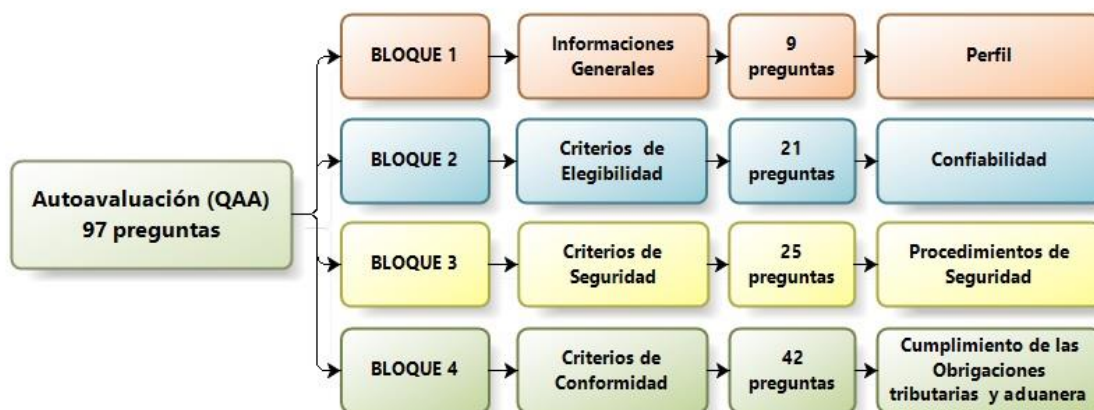 Autoavaluación (QAA)
97 preguntas
BLOQUE 1
Informaciones
Generales
9
preguntas
Perfil
BLOQUE 2
Criterios de
Elegibilidad
21
preguntas
Confiabilidad
BLOQUE 3
Criterios de
Seguridad
25
preguntas
Procedimientos de
Seguridad
BLOQUE 4
Criterios de
Conformidad
42
preguntas
Cumplimiento de las
Obrigaciones
tributarias y aduanera